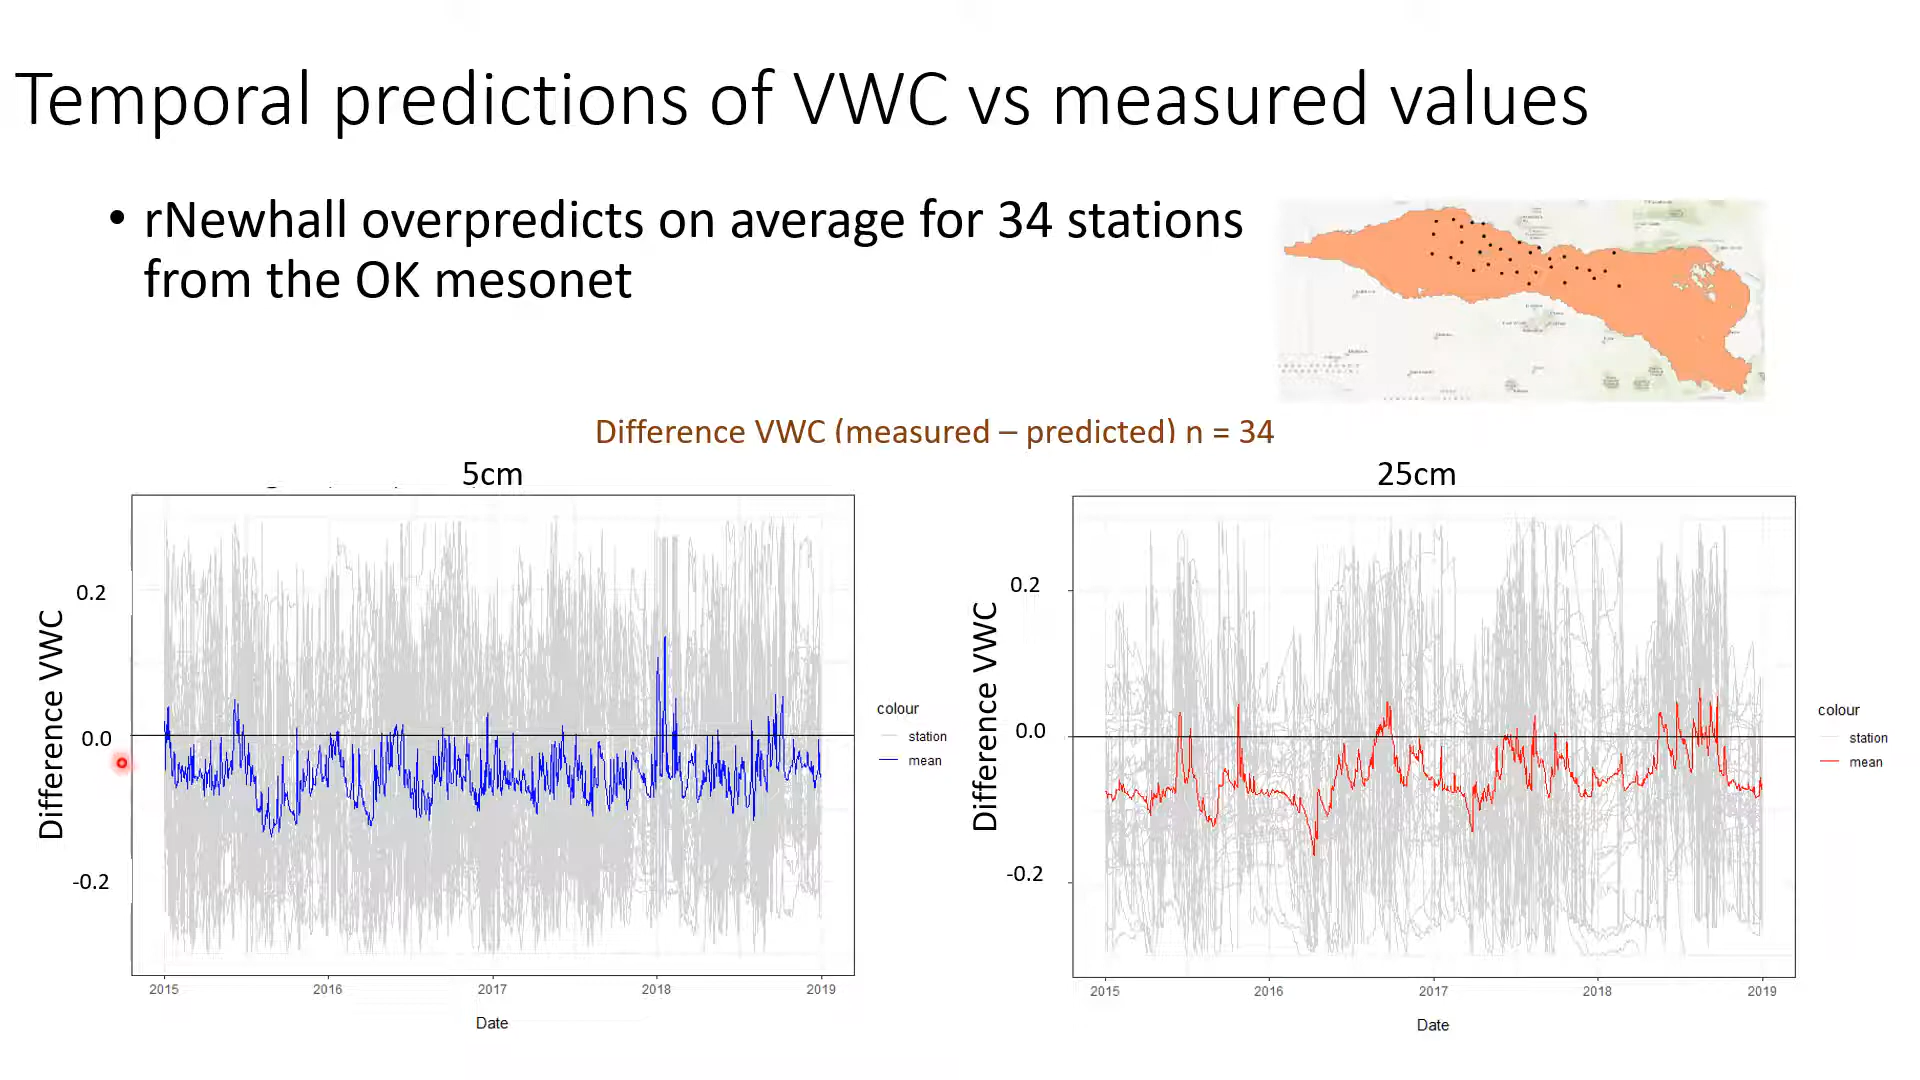 Temporal predictions of VWC vs measured values
• rNewhall overpredicts on average for 34 stations
from the OK mesonet
Difference VWC (measured – predicted) n = 34
5cm
Difference VWC
0.2
0.0
-0.2
2015 2016 2017 2018 2019
Date
colour
station
mean
25cm
Difference VWC
0.2
0.0
-0.2
2015 2016 2017 2018 2019
Date
colour
station
mean